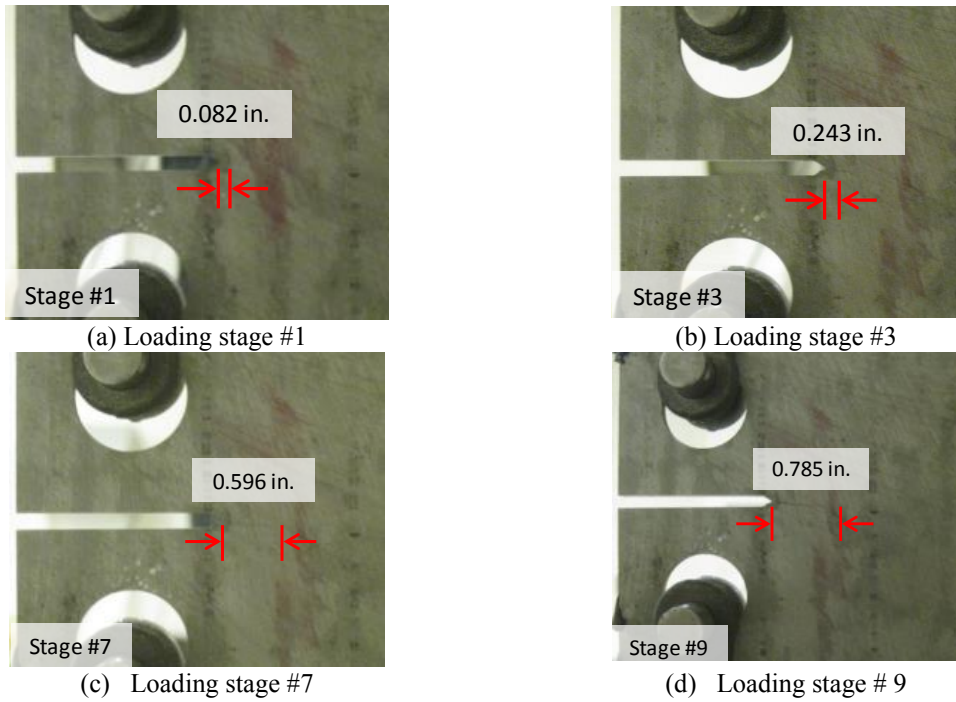 0.082 in.
Stage #1
(a) Loading stage #1
0.243 in.
Stage #3
(b) Loading stage #3
0.596 in.
Stage #7
(c) Loading stage #7
0.785 in.
Stage #9
(d) Loading stage # 9